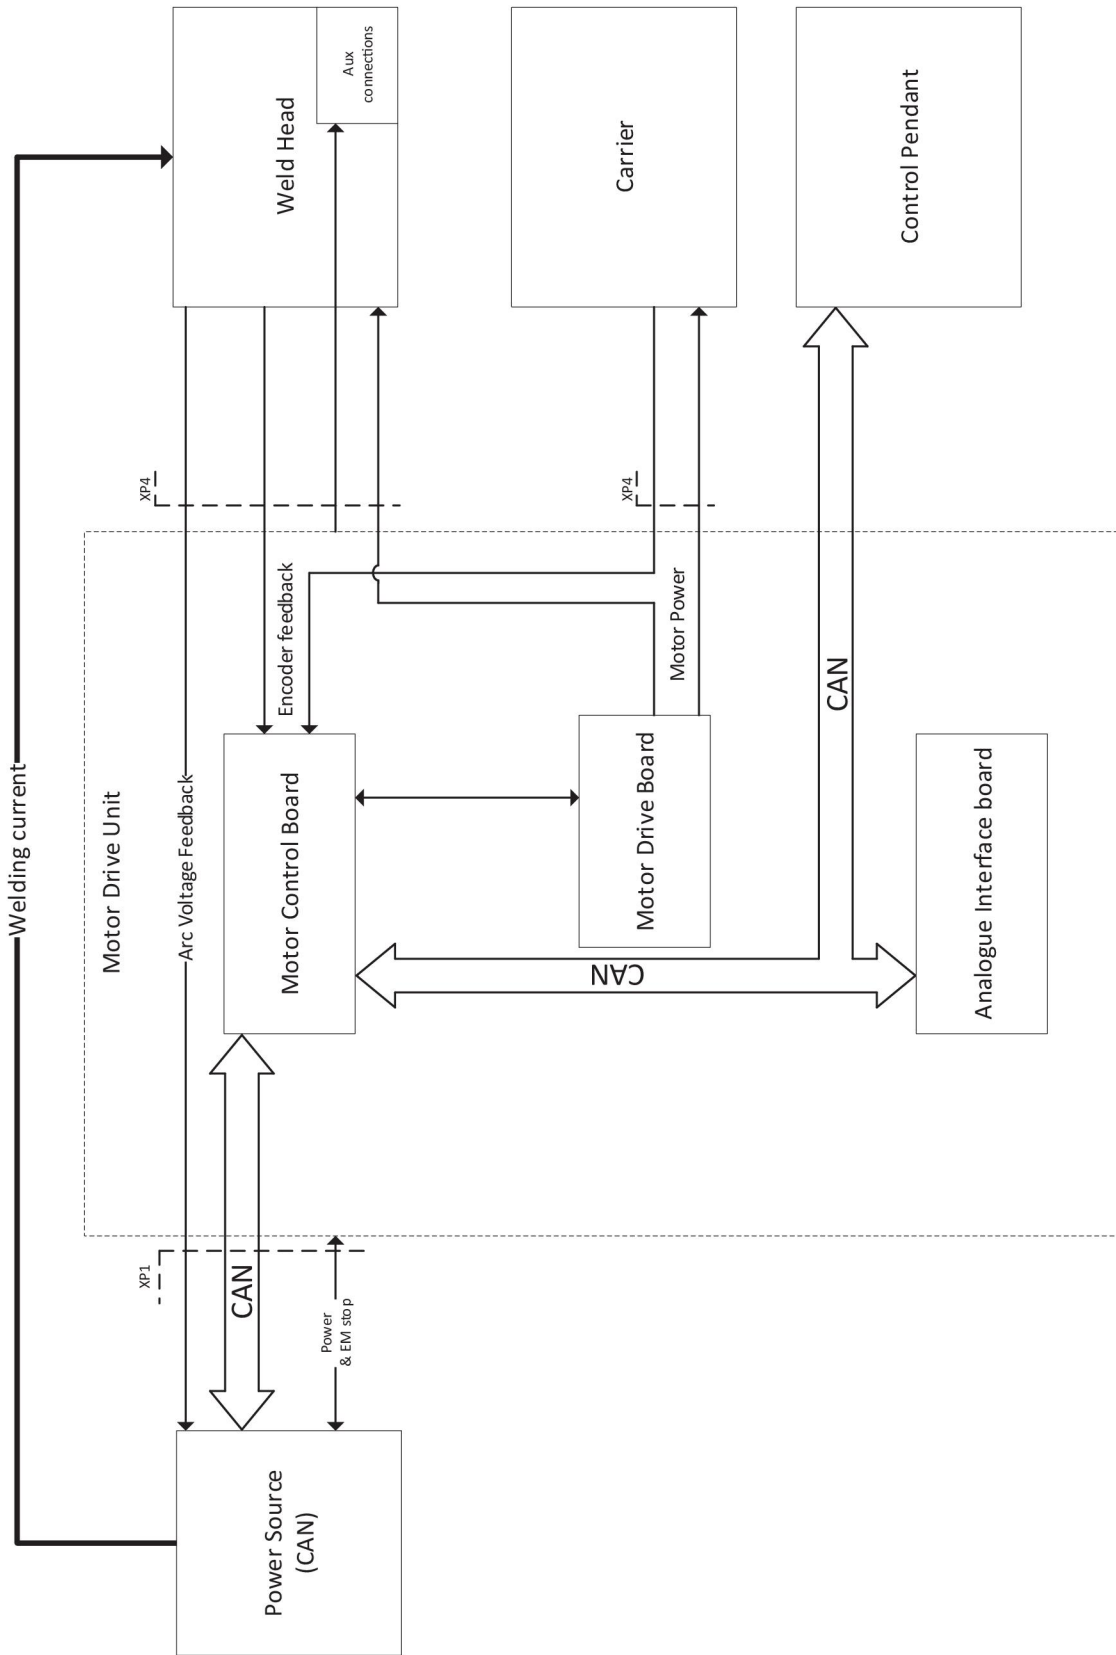 Welding current
Motor Drive Unit
Arc Voltage Feedback
Power Source
(CAN)
XP1
CAN
Power
& EM stop
Motor Control Board
Encoder feedback
XP4
Weld Head
Aux
connections
Motor Drive Board
Motor Power
XP4
Carrier
CAN
CAN
Analogue Interface board
Control Pendant